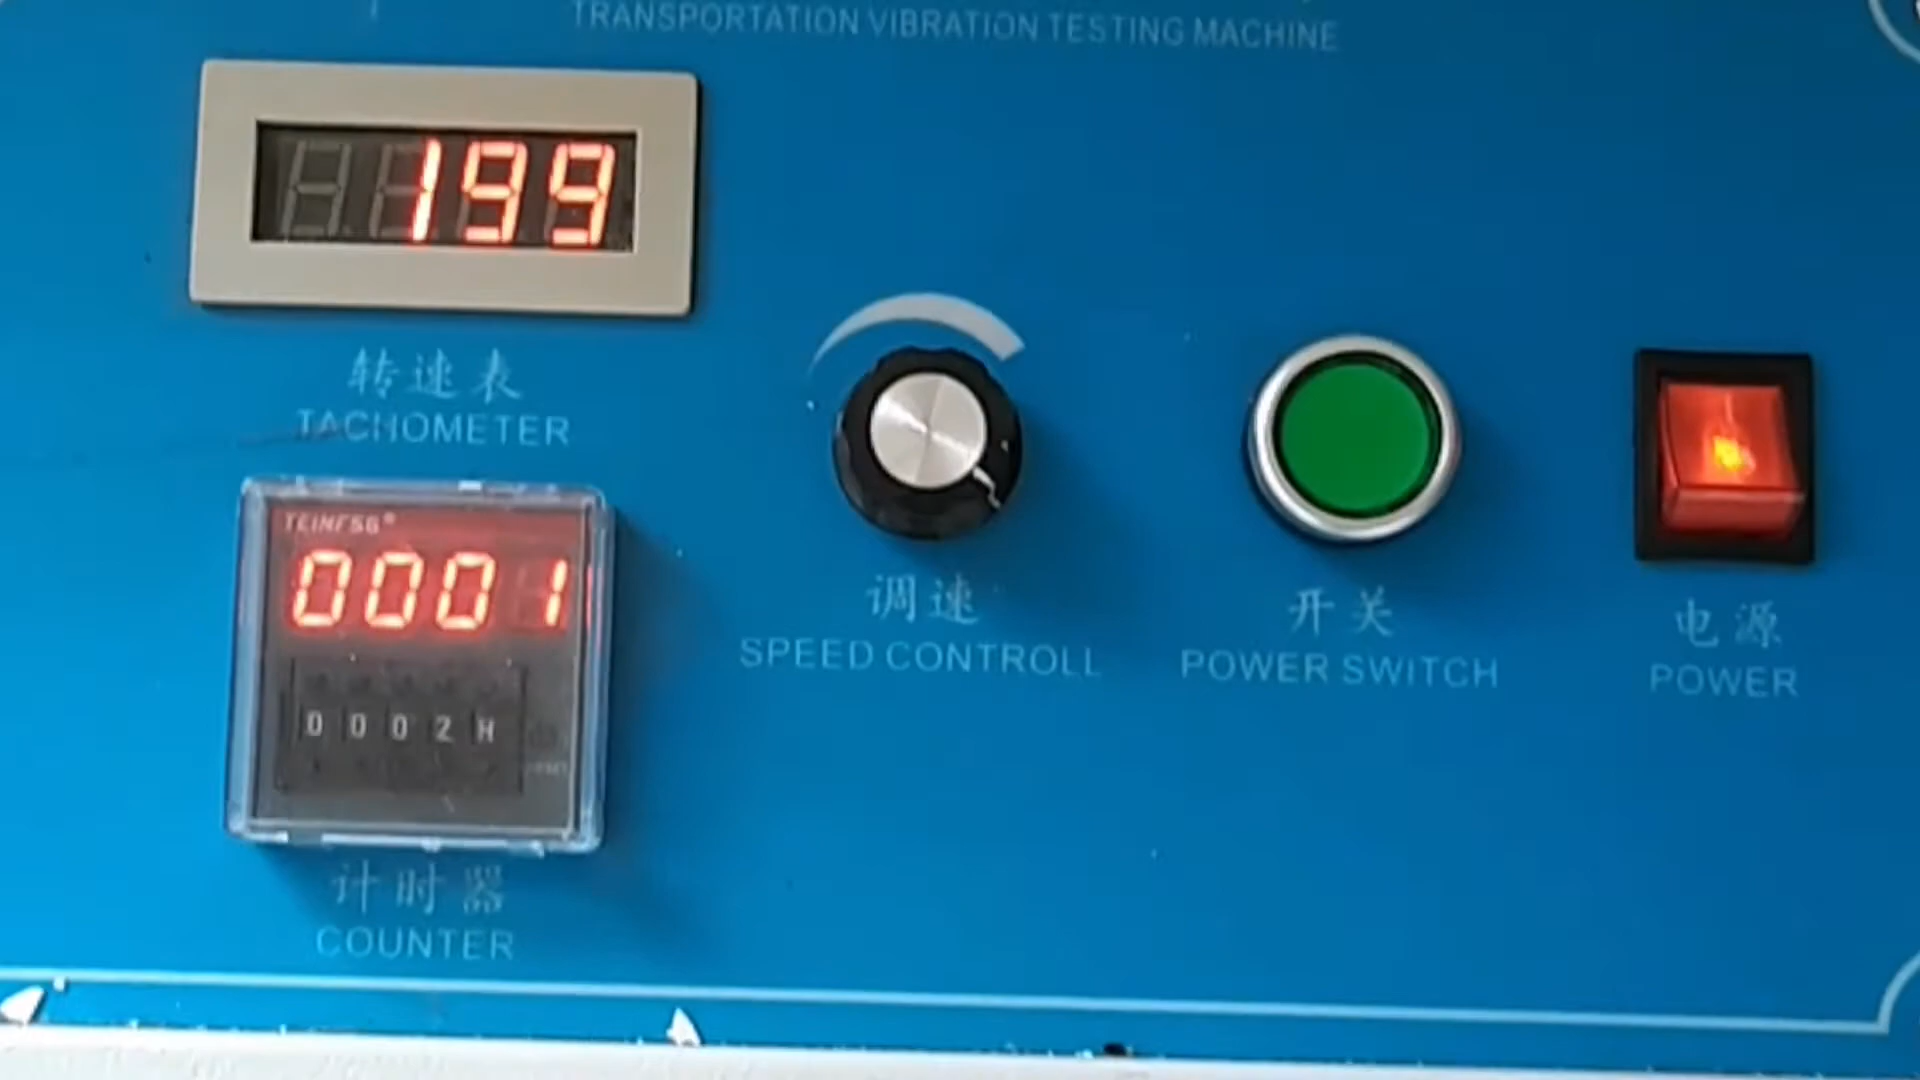 TRANSPORTATION VIBRATION TESTING MACHINE
199
转速表
TACHOMETER
0001
0002H
计时器
COUNTER
调速
SPEED CONTROLL
开关
POWER SWITCH
电源
POWER